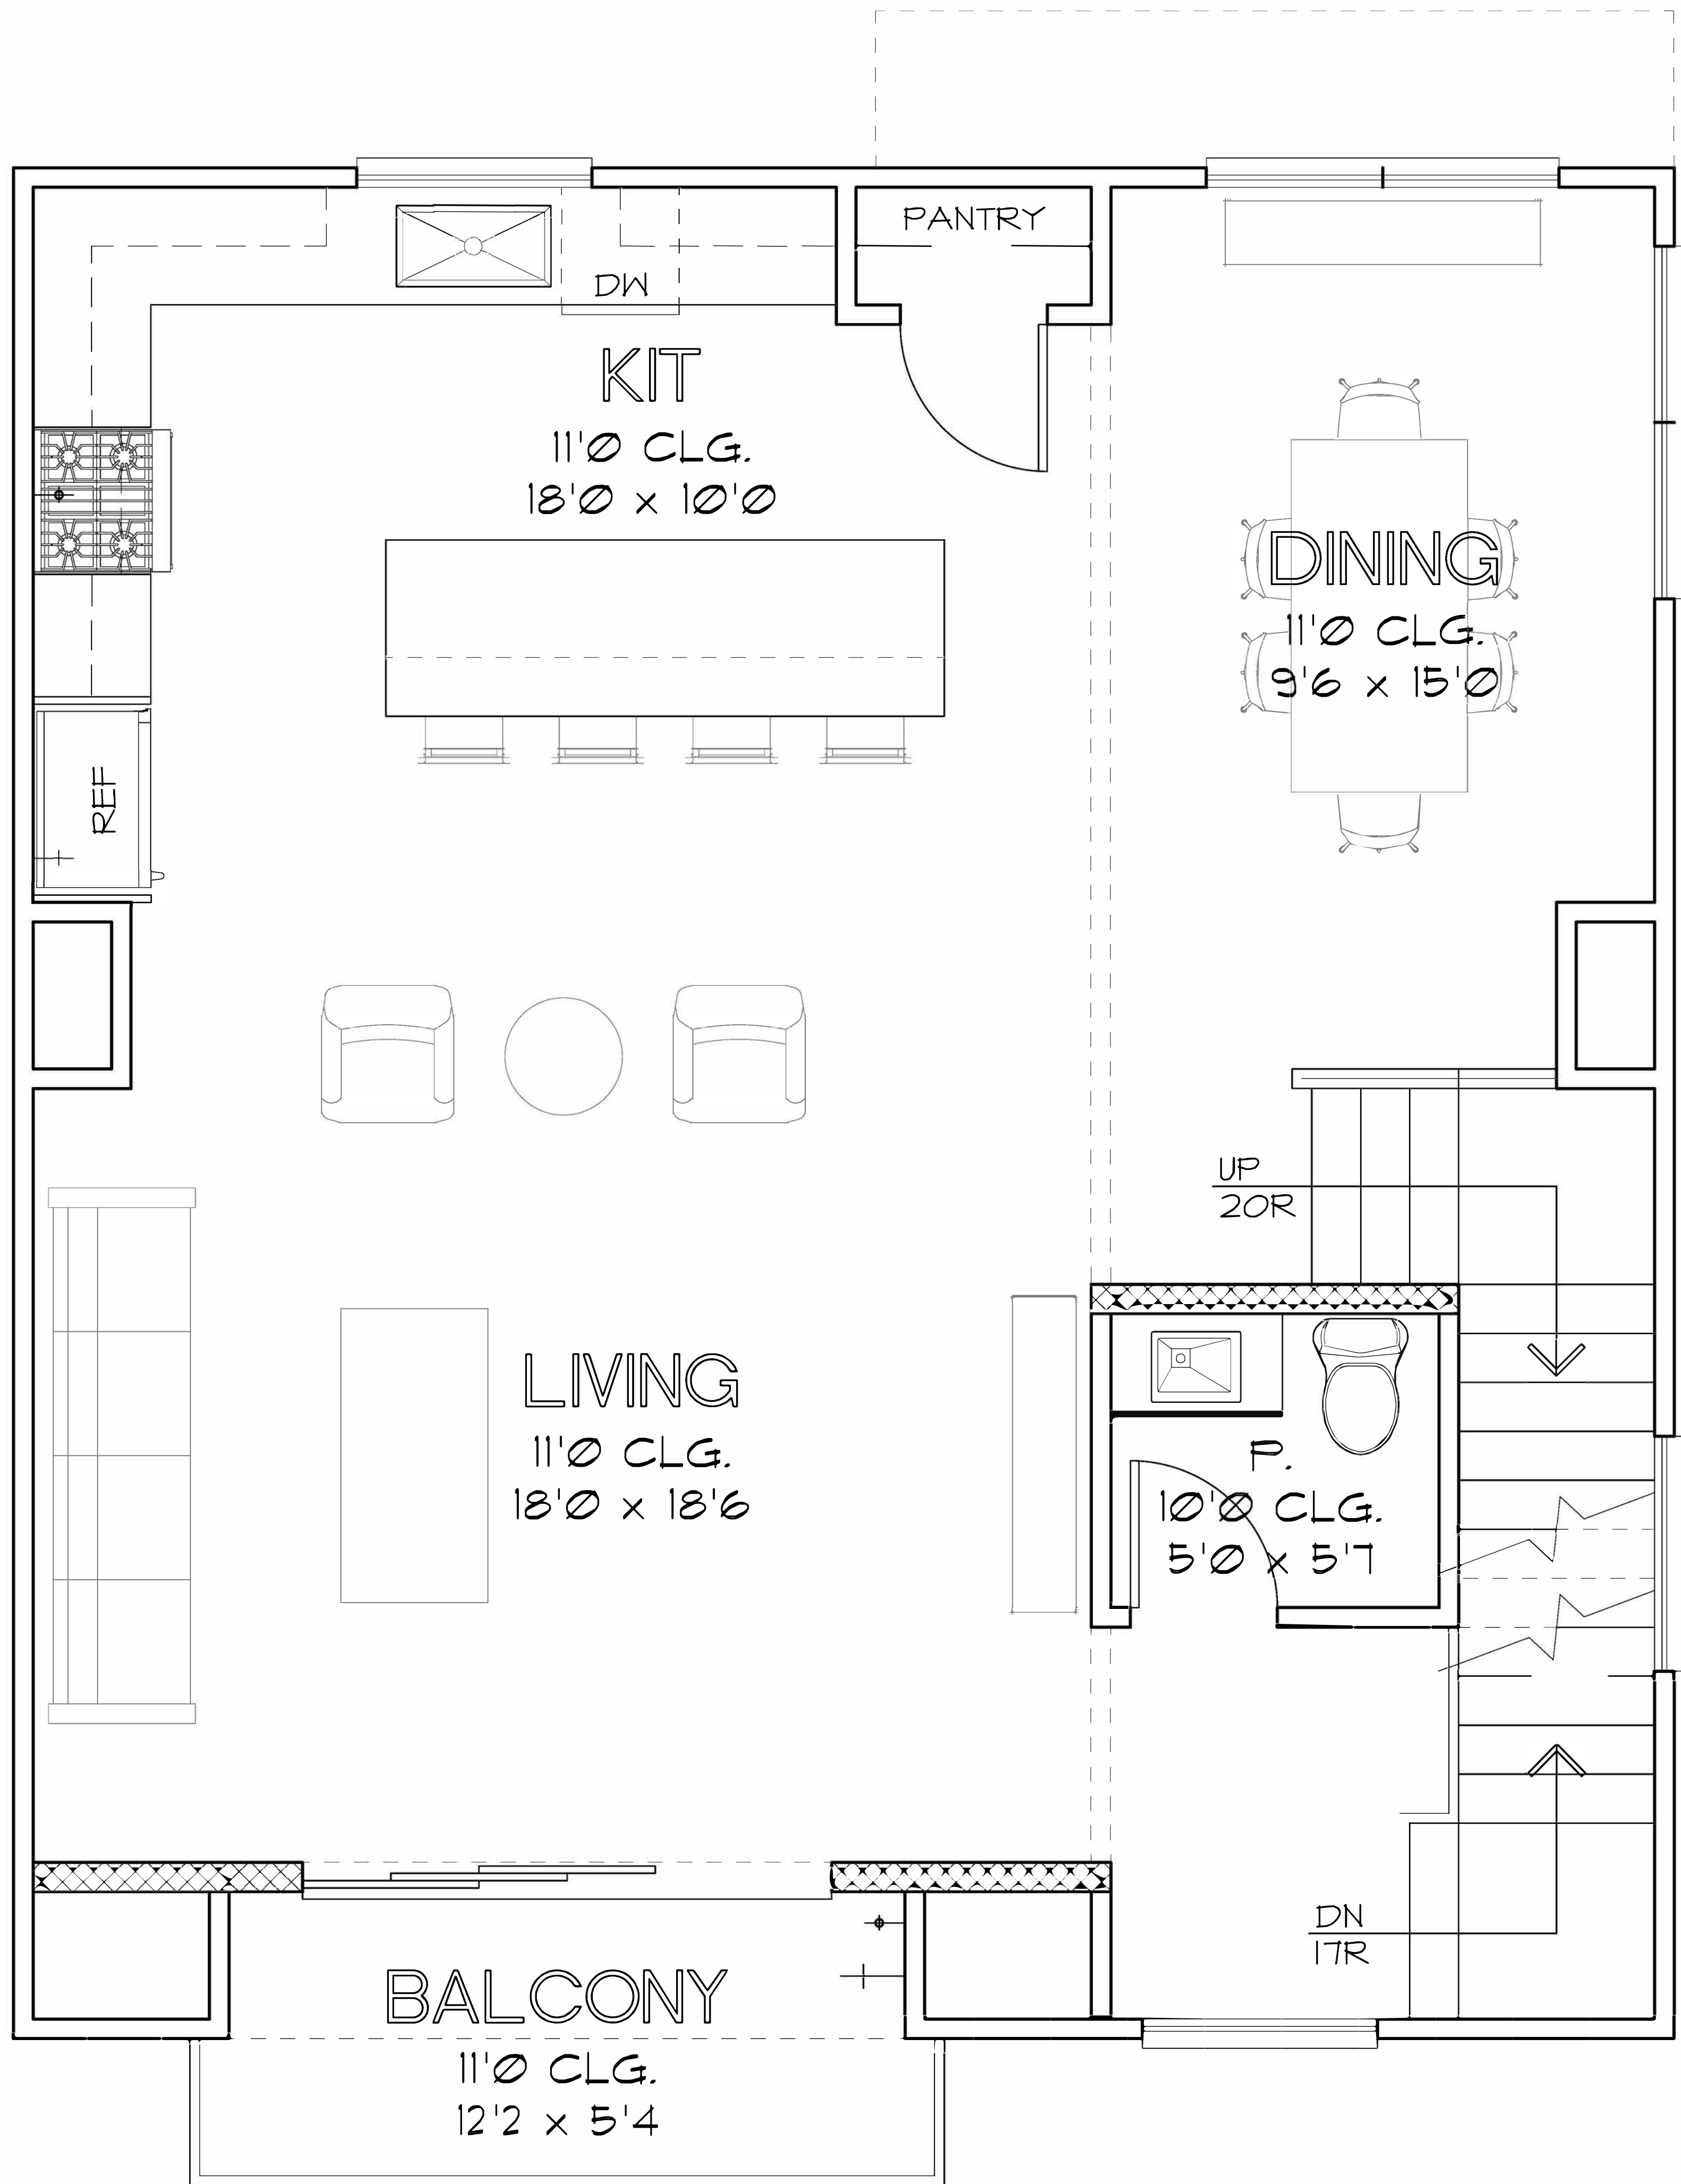 PANTRY
DW
KIT
11'0 CLG.
18'0 x 10'0
DINING
11'0 CLG.
9'6 x 15'0
REF
UP
20R
LIVING
11'0 CLG.
18'0 x 18'6
P.
10'0 CLG.
5'0 x 5'7
DN
17R
BALCONY
11'0 CLG.
12'2 x 5'4